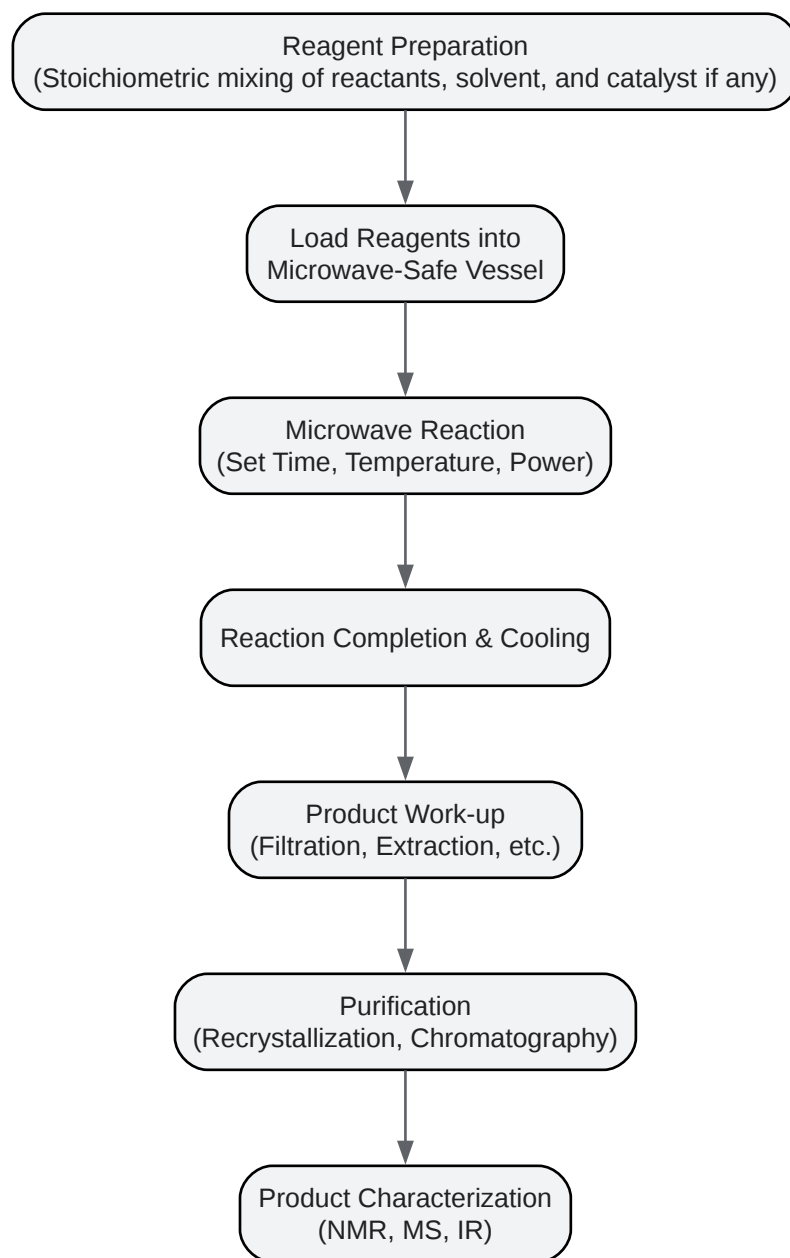 Reagent Preparation
(Stoichiometric mixing of reactants, solvent, and catalyst if any)
Load Reagents into
Microwave-Safe Vessel
Microwave Reaction
(Set Time, Temperature, Power)
Reaction Completion & Cooling
Product Work-up
(Filtration, Extraction, etc.)
Purification
(Recrystallization, Chromatography)
Product Characterization
(NMR, MS, IR)